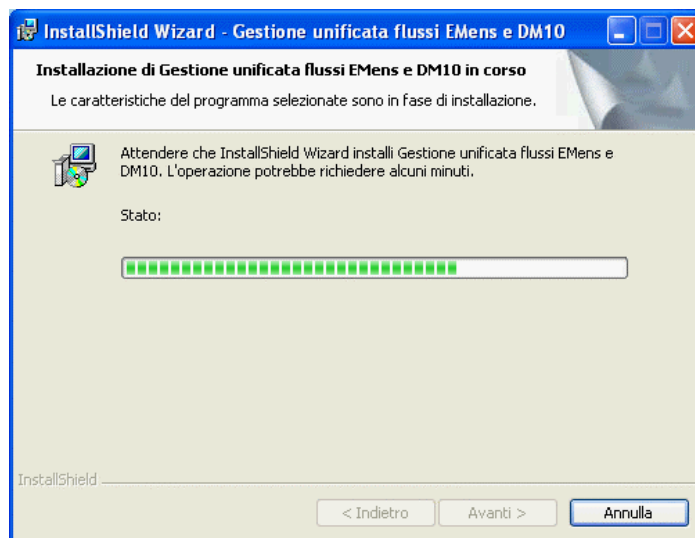 InstallShield Wizard - Gestione unificata flussi EMens e DM10
Installazione di Gestione unificata flussi EMens e DM10 in corso
Le caratteristiche del programma selezionate sono in fase di installazione.
Attendere che InstallShield Wizard installi Gestione unificata flussi EMens e
DM10. L'operazione potrebbe richiedere alcuni minuti.
Stato:
InstallShield
< Indietro
Avanti >
Annulla